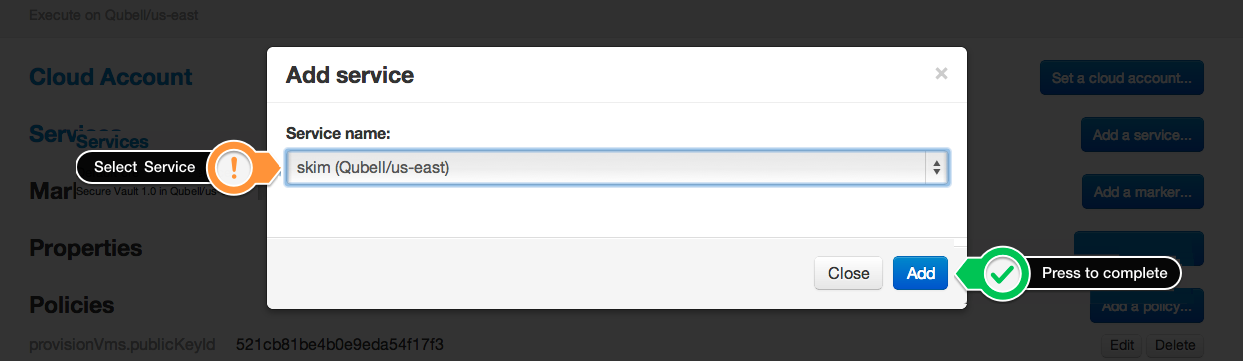 Execute on Qubell/us-east
Add service
×
Cloud Account
Set a cloud account...
Services
Services
Add a service...
Service name:
Select Service
skim (Qubell/us-east)
Secure Vault 1.0 in Qubell/us
Add a marker...
Properties
Close
Add
Press to complete
Policies
Add a policy...
provisionVms.publicKeyId
521cb81be4b0e9eda54f17f3
Edit
Delete